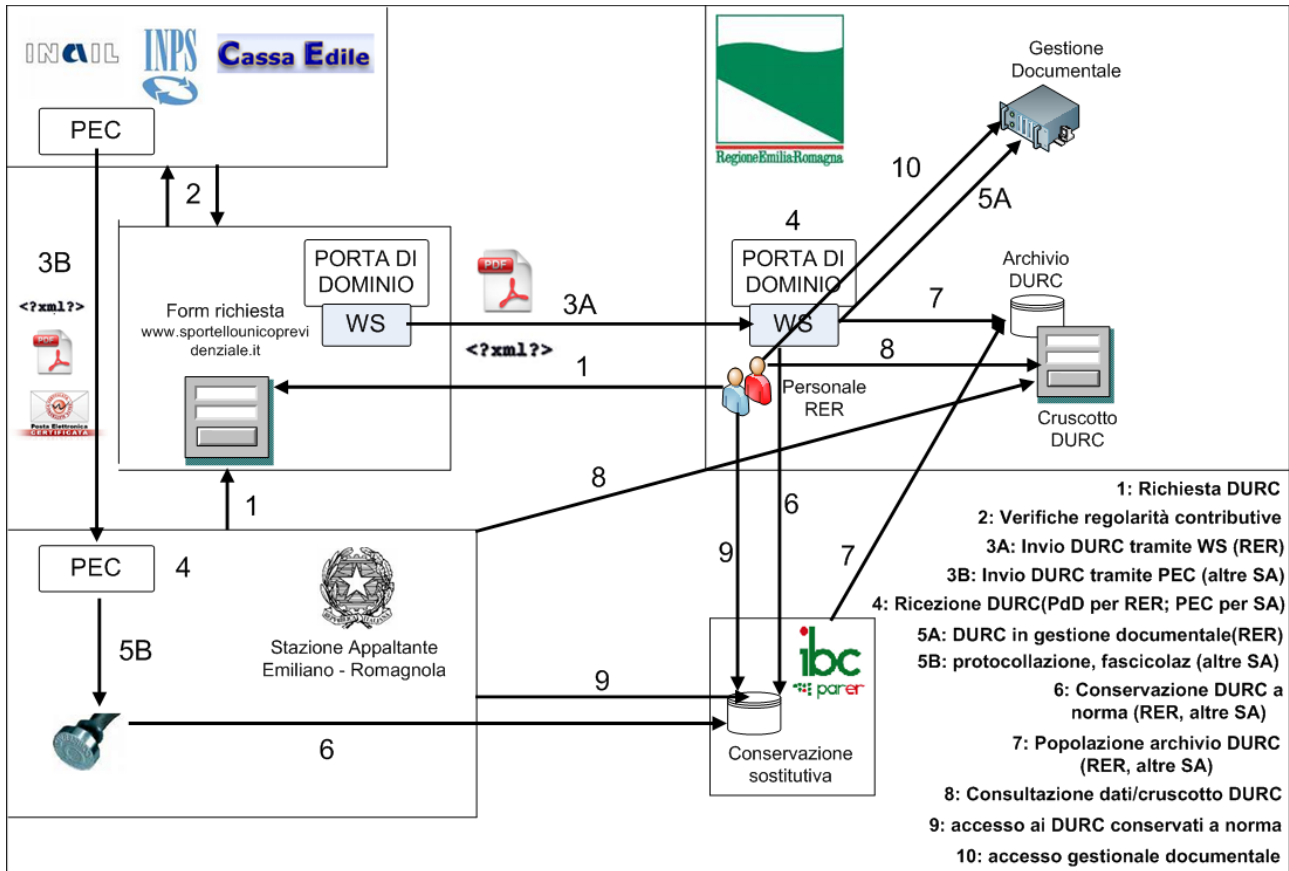 INAIL
INPS
Cassa Edile
PEC
2
3B
<?xml?>
PDF
Posta Elettronica
CERTIFICATA
PORTA DI
DOMINIO
WS
Form richiesta
www.sportellounicoprevi
denziale.it
PDF
3A
<?xml?>
1
1
RegioneEmiliaRomagna
Gestione
Documentale
10
5A
4
PORTA DI
DOMINIO
WS
7
Archivio
DURC
8
Personale
RER
Cruscotto
DURC
8
6
9
7
PEC
4
5B
Stazione Appaltante
Emiliano - Romagnola
9
6
ibc
parer
Conservazione
sostitutiva
1: Richiesta DURC
2: Verifiche regolarità contributive
3A: Invio DURC tramite WS (RER)
3B: Invio DURC tramite PEC (altre SA)
4: Ricezione DURC(PdD per RER; PEC per SA)
5A: DURC in gestione documentale(RER)
5B: protocollazione, fascicolaz (altre SA)
6: Conservazione DURC a
norma (RER, altre SA)
7: Popolazione archivio DURC
(RER, altre SA)
8: Consultazione dati/cruscotto DURC
9: accesso ai DURC conservati a norma
10: accesso gestionale documentale